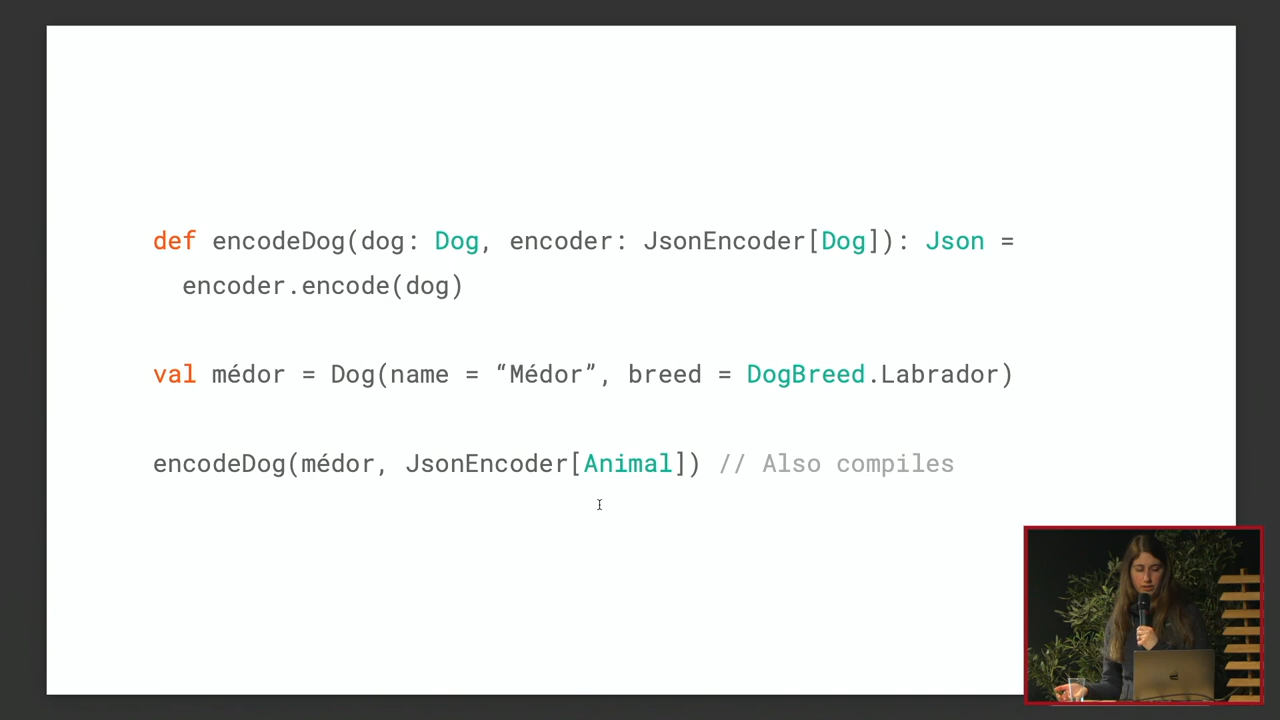 def encodeDog(dog: Dog, encoder: JsonEncoder[Dog]): Json =
encoder.encode(dog)
val médor = Dog(name = “Médor”, breed = DogBreed.Labrador)
encodeDog(médor, JsonEncoder[Animal]) // Also compiles